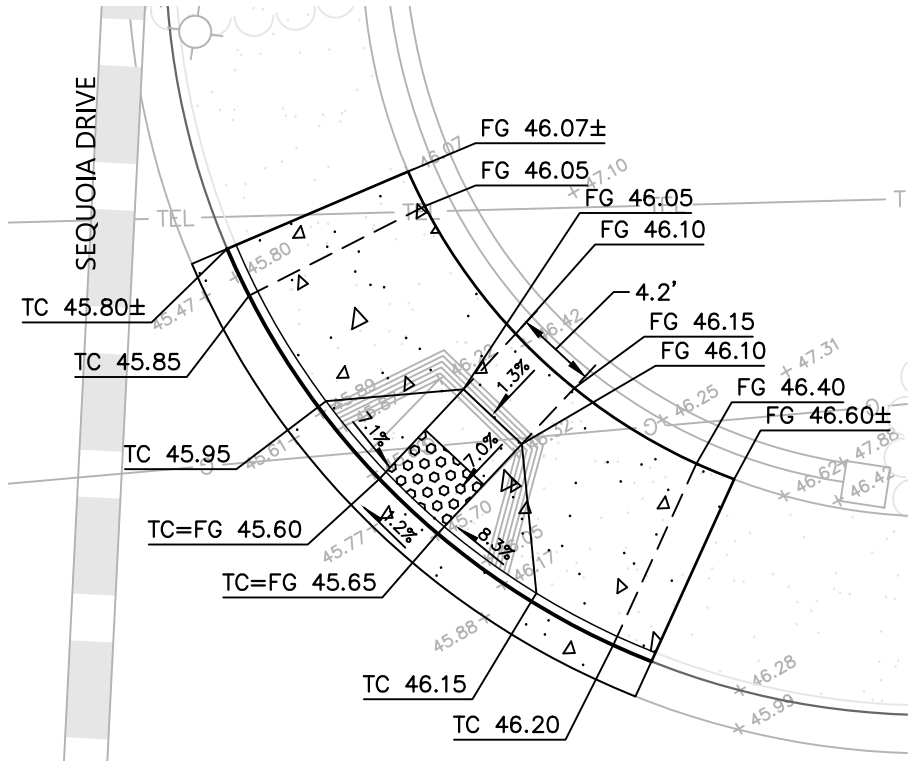 SEQUOIA DRIVE
FG 46.07±
46.07
FG 46.05
47.10
FG 46.05
TEL
FG 46.10
45.80
4.2'
TC 45.80±
45.47
46.42
FG 46.15
TC 45.85
FG 46.10
47.31
1.3%
FG 46.40
46.25
FG 46.60±
7.1%
TC 45.95
45.61
7.0%
46.32
47.88
46.62
46.42
TC=FG 45.60
45.70
45.77
8.3%
46.17
TC=FG 45.65
45.88
TC 46.15
46.28
TC 46.20
45.99